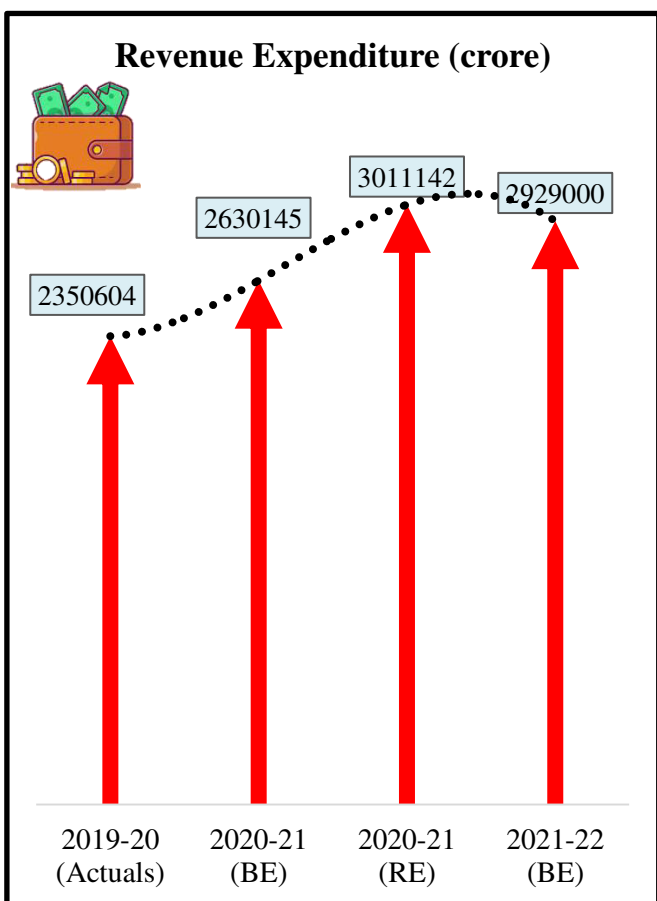 Revenue Expenditure (crore)
2350604
2630145
3011142
2929000
2019-20
(Actuals)
2020-21
(BE)
2020-21
(RE)
2021-22
(BE)